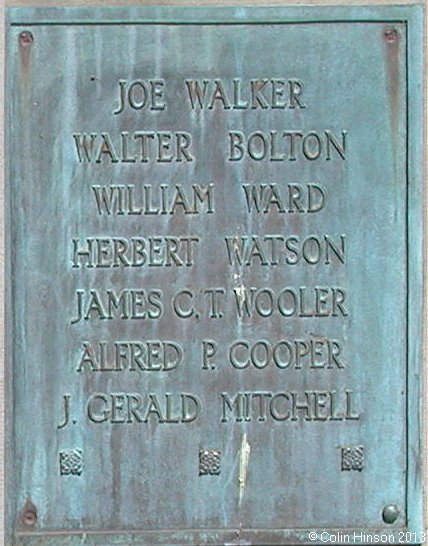 JOE WALKER
WALTER BOLTON
WILLIAM WARD
HERBERT WATSON
JAMES C. T. WOOLER
ALFRED P. COOPER
J. GERALD MITCHELL
© Colin Hinson 2013